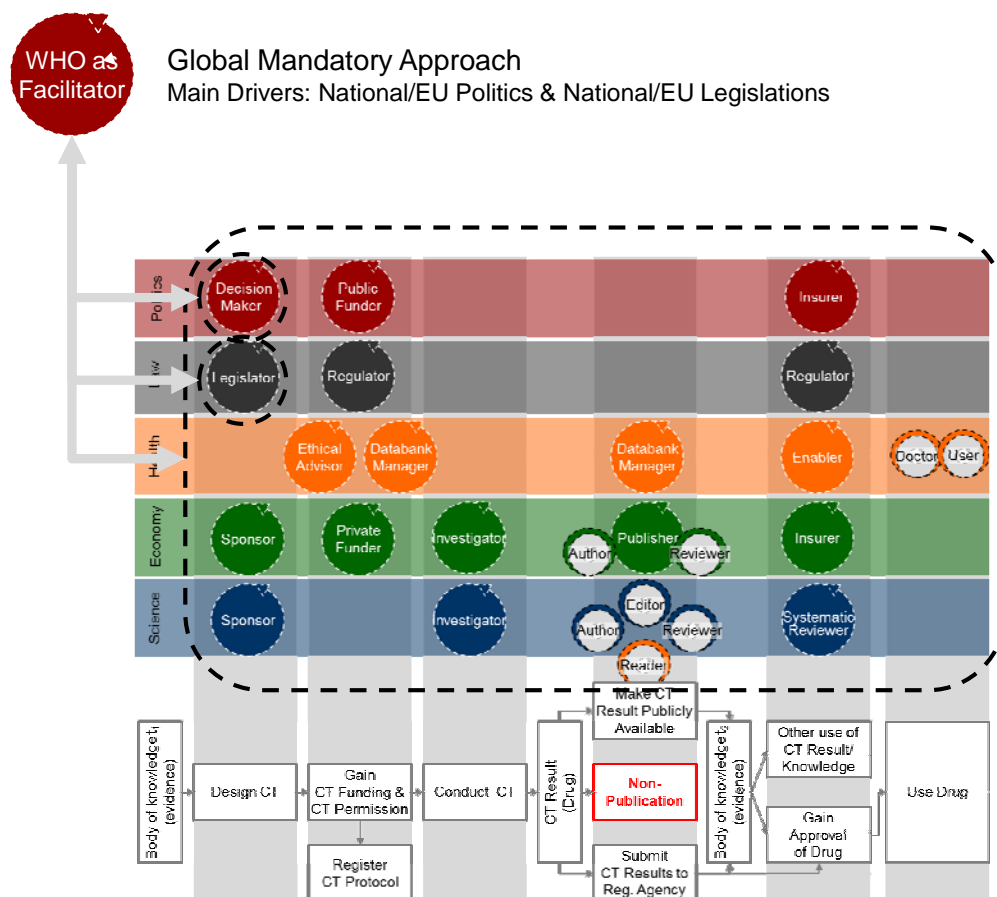 WHO as
Facilitator
Global Mandatory Approach
Main Drivers: National/EU Politics & National/EU Legislations
Politics
Decision
Maker
Public
Funder
Insurer
Law
Legislator
Regulator
Regulator
Health
Ethical
Advisor
Databank
Manager
Databank
Manager
Enabler
Doctor
User
Economy
Sponsor
Private
Funder
Investigator
Author
Publisher
Reviewer
Insurer
Science
Sponsor
Investigator
Author
Editor
Reviewer
Reader
Systematic
Reviewer
Body of knowledget1
(evidence)
Design CT
Gain
CT Funding &
CT Permission
Register
CT Protocol
Conduct CT
CT Result
(Drug)
Make CT
Result Publicly
Available
Non-
Publication
Submit
CT Results to
Reg. Agency
Body of knowledget2
(evidence)
Other use of
CT Result/
Knowledge
Gain
Approval
of Drug
Use Drug